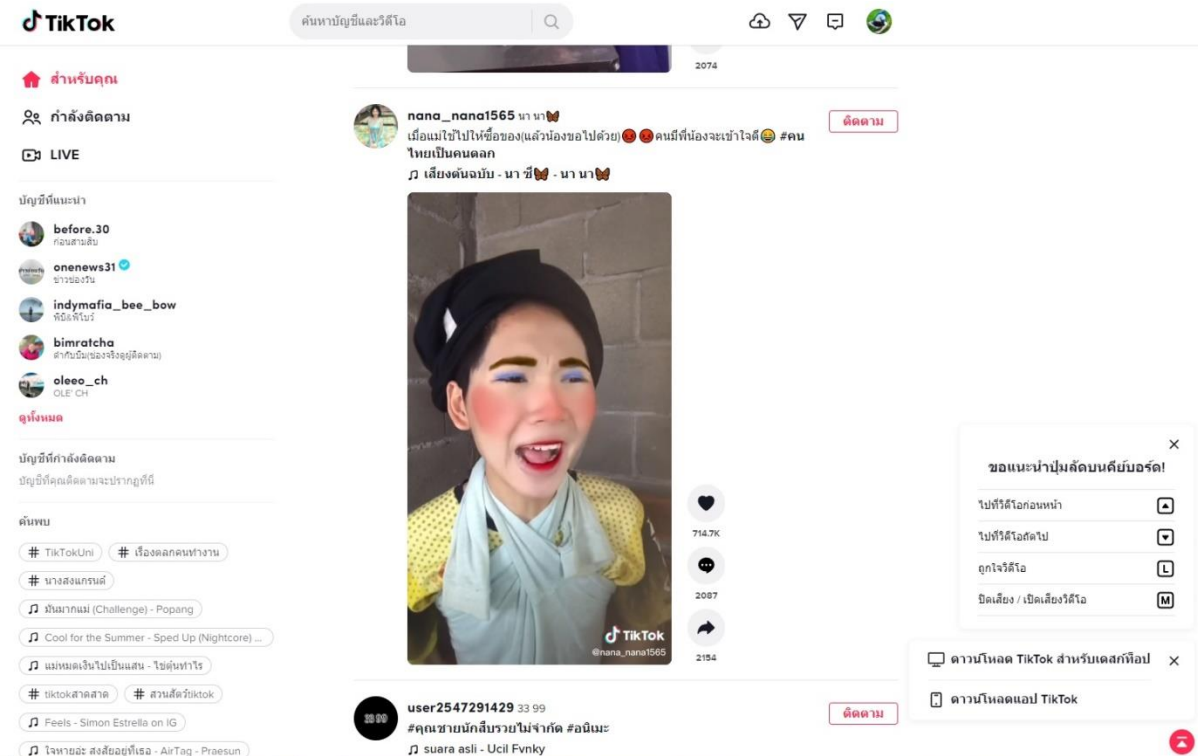 TikTok
ค้นหาบัญชีและวิดีโอ
สำหรับคุณ
กำลังติดตาม
LIVE
บัญชีที่แนะนำ
before.30
ก่อนสามสิบ
onenews31
ข่าวช่องวัน
indymafia_bee_bow
พี่บี&พี่โบว์
bimratcha
คำกับบิม(ช่องจริงดูผู้ติดตาม)
oleeo_ch
OLE' CH
ดูทั้งหมด
บัญชีที่กำลังติดตาม
บัญชีที่คุณติดตามจะปรากฏที่นี่
ค้นพบ
# TikTokUni
# เรื่องตลกคนทำงาน
# นางสงแกรนด์
มันมากแม่ (Challenge) - Popang
Cool for the Summer - Sped Up (Nightcore) ...
แม่หมดเงินไปเป็นแสน - ไข่ตุ๋นทำไร
# tiktokสาดสาด
# สวนสัตว์tiktok
Feels - Simon Estrella on IG
ใจหายอ่ะ สงสัยอยู่ที่เธอ - AirTag - Praesun
2074
nana_nana1565 นา นา🦋
เมื่อแม่ใช้ไปให้ซื้อของ(แล้วน้องขอไปด้วย)😡😡คนมีพี่น้องจะเข้าใจดี😂 #คน
ไทยเป็นคนตลก
♫ เสียงต้นฉบับ - นา ซี🦋 - นา นา🦋
ติดตาม
714.7K
2087
2154
TikTok
@nana_nana1565
33 99
user2547291429 33 99
#คุณชายนักสืบรวยไม่จำกัด #อนิเมะ
♫ suara asli - Ucil Fvnky
ติดตาม
ขอแนะนำปุ่มลัดบนคีย์บอร์ด!
ไปที่วิดีโอก่อนหน้า
ไปที่วิดีโอถัดไป
ถูกใจวิดีโอ L
ปิดเสียง / เปิดเสียงวิดีโอ M
ดาวน์โหลด TikTok สำหรับเดสก์ท็อป
ดาวน์โหลดแอป TikTok